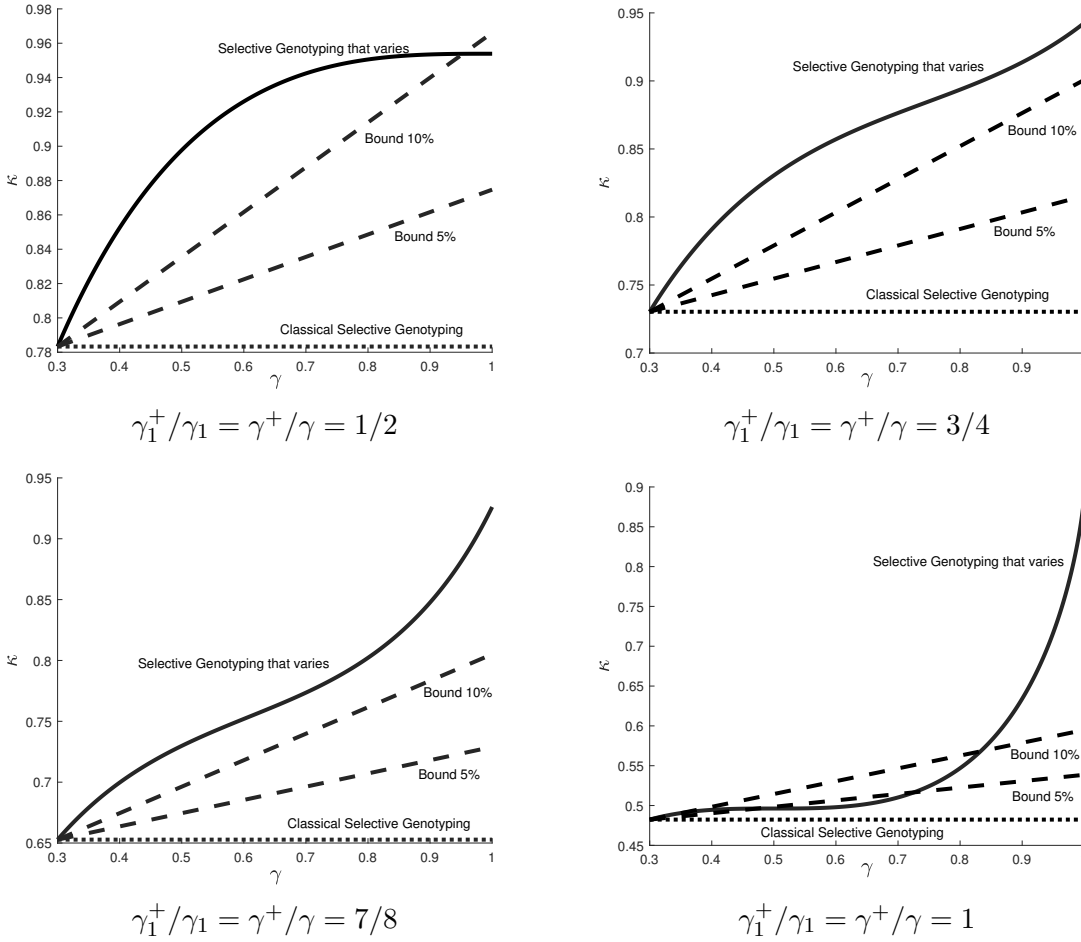 0.98
0.96
0.94
0.92
0.9
0.88
0.86
0.84
0.82
0.8
0.78
κ
Selective Genotyping that varies
Bound 10%
Bound 5%
Classical Selective Genotyping
0.3 0.4 0.5 0.6 0.7 0.8 0.9 1
γ
γ₁⁺/γ₁ = γ⁺/γ = 1/2
0.95
0.9
0.85
0.8
0.75
0.7
κ
Selective Genotyping that varies
Bound 10%
Bound 5%
Classical Selective Genotyping
0.3 0.4 0.5 0.6 0.7 0.8 0.9
γ
γ₁⁺/γ₁ = γ⁺/γ = 3/4
0.95
0.9
0.85
0.8
0.75
0.7
0.65
κ
Selective Genotyping that varies
Bound 10%
Bound 5%
Classical Selective Genotyping
0.3 0.4 0.5 0.6 0.7 0.8 0.9 1
γ
γ₁⁺/γ₁ = γ⁺/γ = 7/8
0.9
0.85
0.8
0.75
0.7
0.65
0.6
0.55
0.5
0.45
κ
Selective Genotyping that varies
Bound 10%
Bound 5%
Classical Selective Genotyping
0.3 0.4 0.5 0.6 0.7 0.8 0.9
γ
γ₁⁺/γ₁ = γ⁺/γ = 1